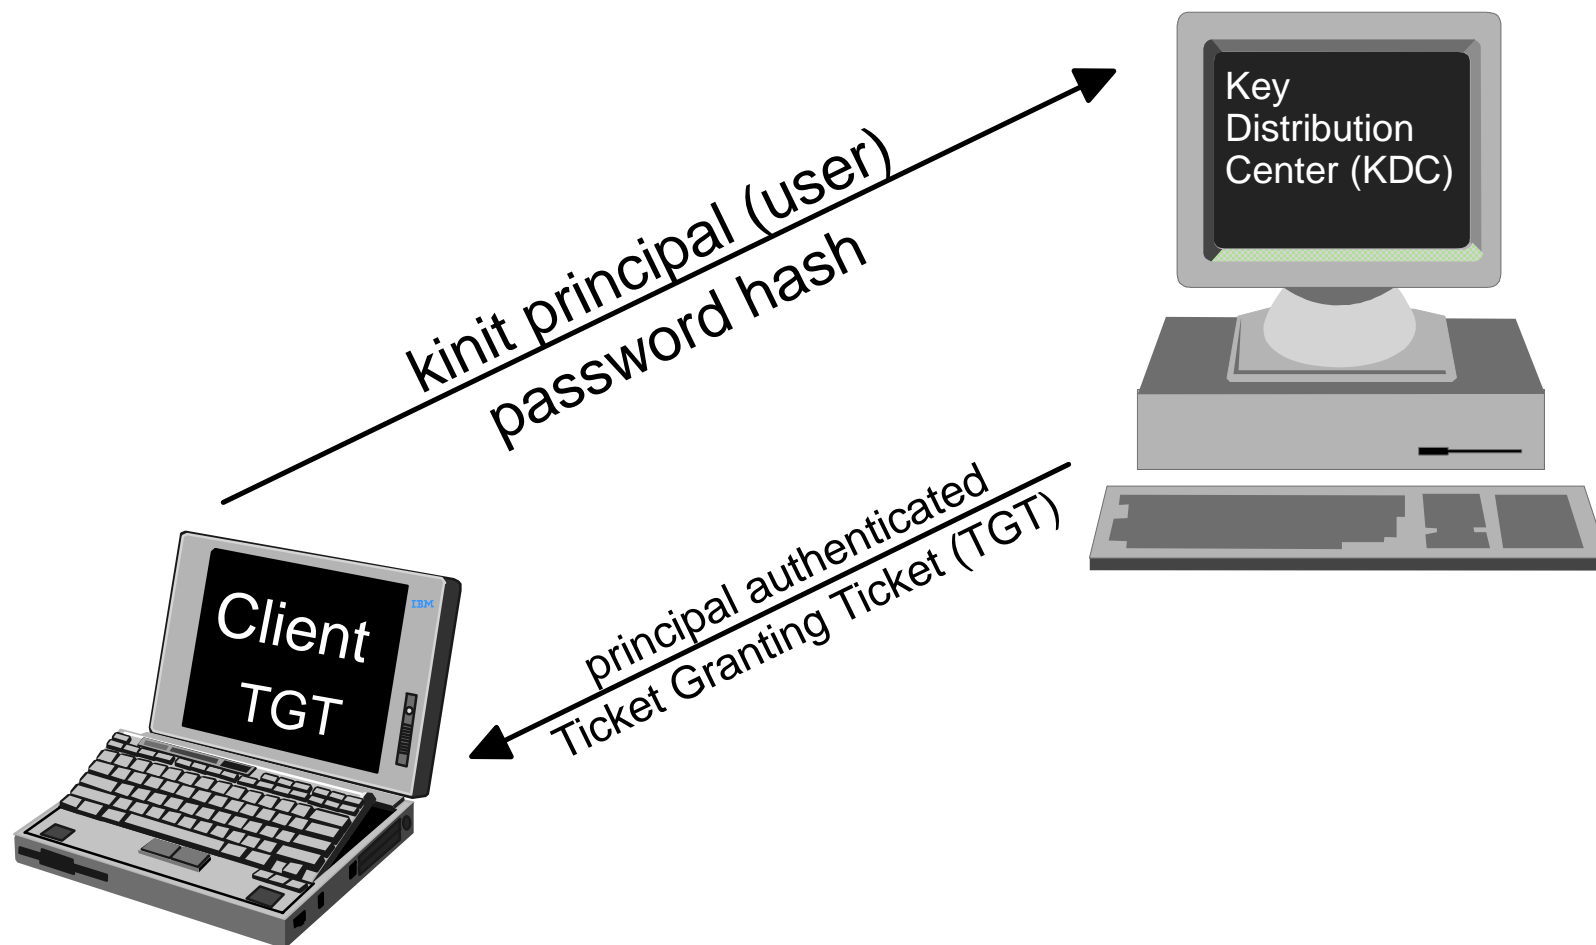 Key
Distribution
Center (KDC)
kinit principal (user)
password hash
principal authenticated
Ticket Granting Ticket (TGT)
Client
TGT
IBM